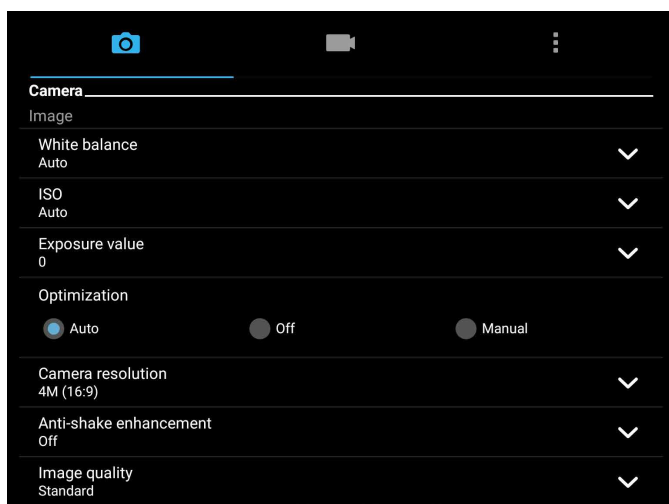 Camera
Image
White balance
Auto
ISO
Auto
Exposure value
0
Optimization
Auto
Off
Manual
Camera resolution
4M (16:9)
Anti-shake enhancement
Off
Image quality
Standard